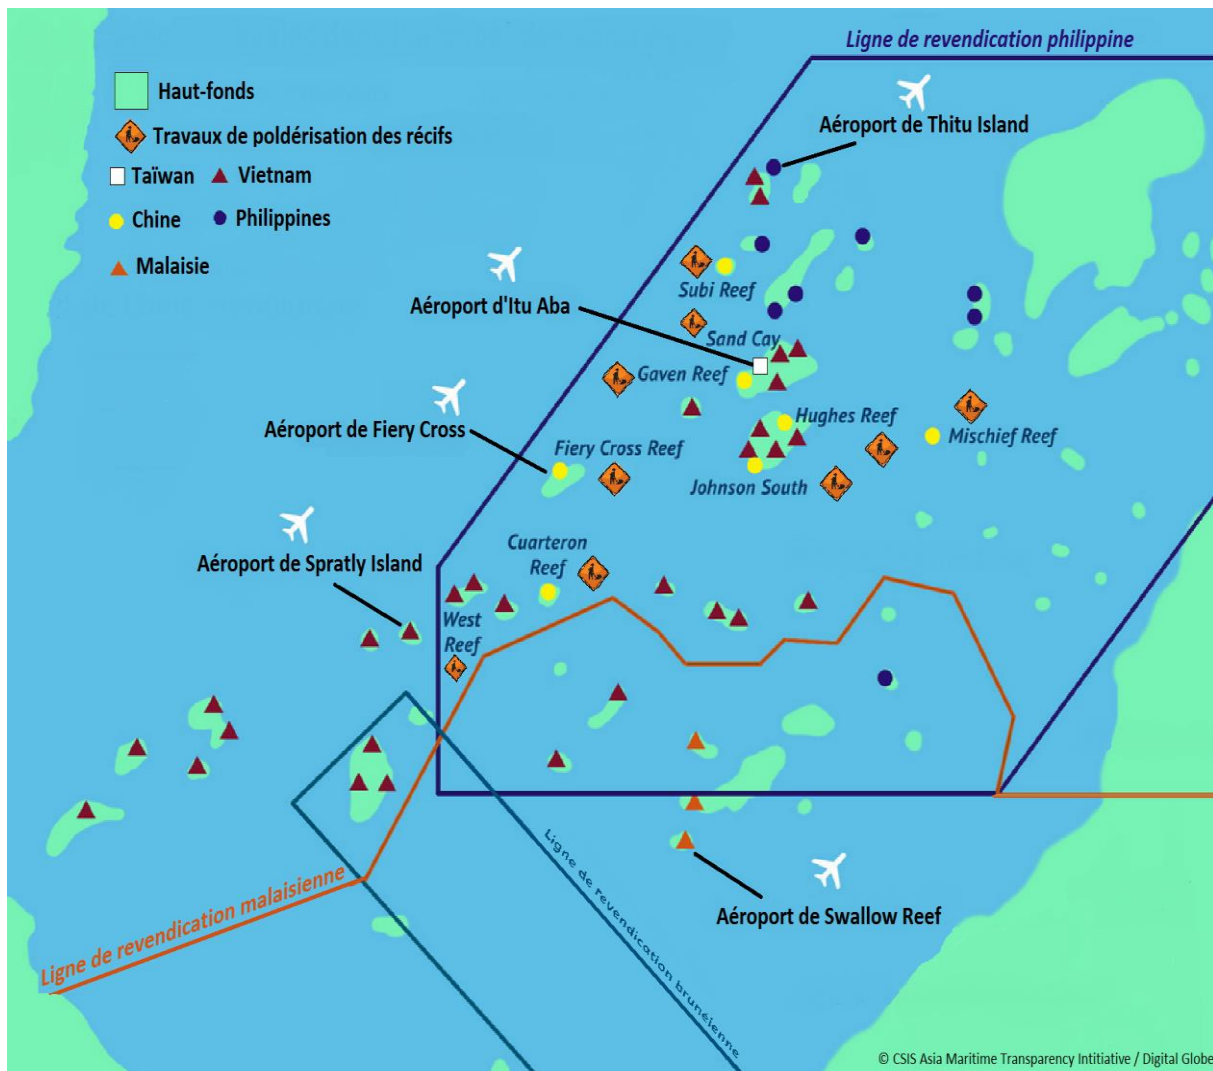 Ligne de revendication philippine
Haut-fonds
Travaux de poldérisation des récifs
Taïwan
Vietnam
Chine
Philippines
Malaisie
Aéroport de Thitu Island
Subi Reef
Aéroport d'Itu Aba
Sand Cay
Gaven Reef
Aéroport de Fiery Cross
Hughes Reef
Mischief Reef
Fiery Cross Reef
Johnson South
Aéroport de Spratly Island
Cuarteron
Reef
West
Reef
Ligne de revendication malaisienne
Ligne de revendication brunéienne
Aéroport de Swallow Reef
© CSIS Asia Maritime Transparency Intitiative / Digital Globe